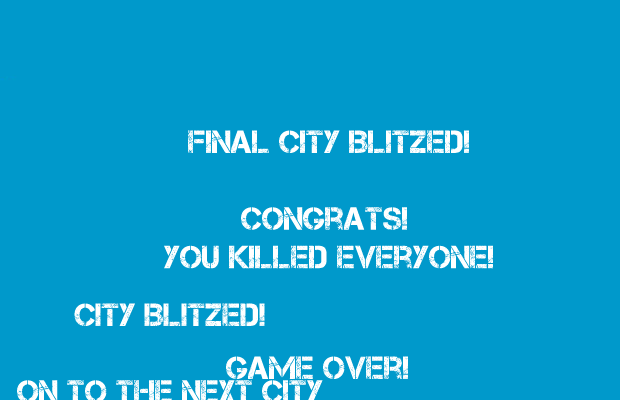 FINAL CITY BLITZED!
CONGRATS!
YOU KILLED EVERYONE!
CITY BLITZED!
GAME OVER!
ON TO THE NEXT CITY